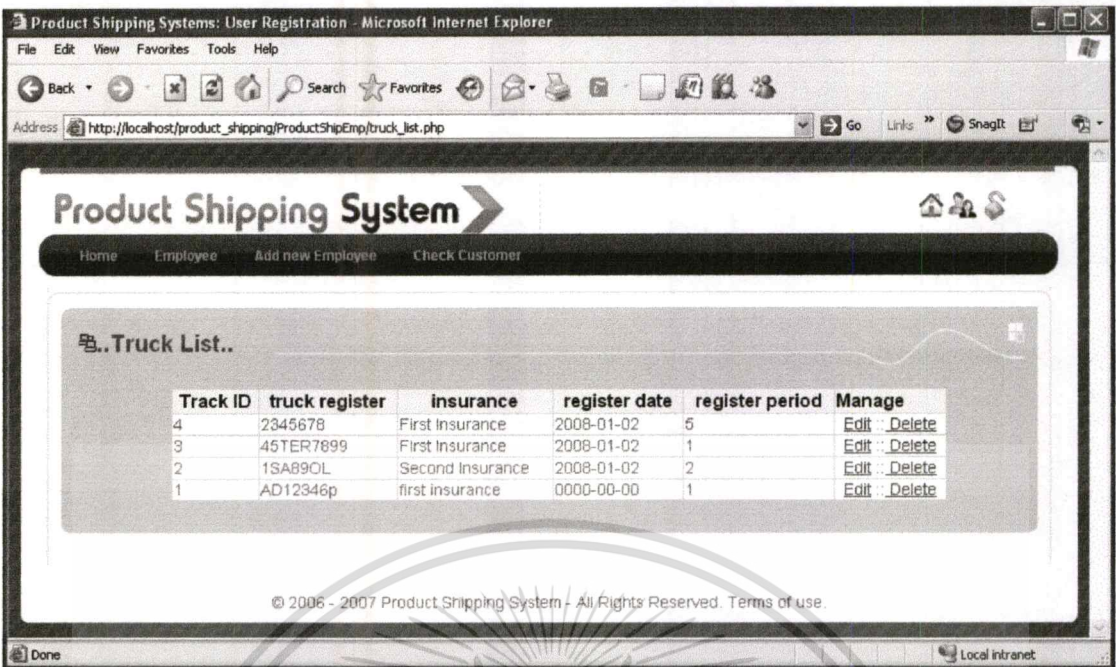 Product Shipping Systems: User Registration - Microsoft Internet Explorer
File Edit View Favorites Tools Help
Back Search Favorites
Address http://localhost/product_shipping/ProductShipEmp/truck_list.php Go Links » SnagIt
Product Shipping System
Home Employee Add new Employee Check Customer
..Truck List..
Track ID truck register insurance register date register period Manage
4 2345678 First Insurance 2008-01-02 5 Edit :: Delete
3 45TER7899 First Insurance 2008-01-02 1 Edit :: Delete
2 1SA89OL Second Insurance 2008-01-02 2 Edit :: Delete
1 AD12346p first insurance 0000-00-00 1 Edit :: Delete
© 2006 - 2007 Product Shipping System - All Rights Reserved. Terms of use.
Done Local intranet